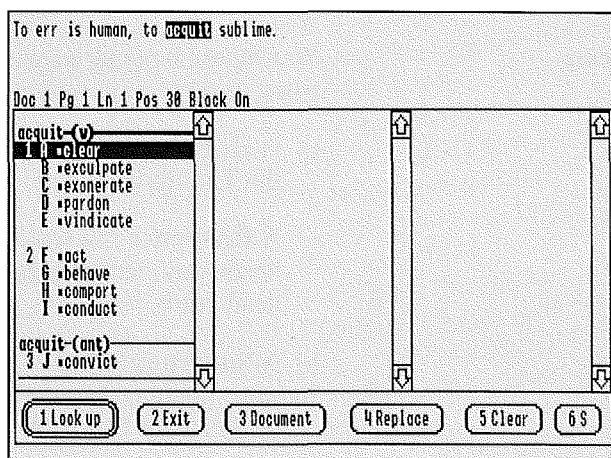 To err is human, to acquit sublime.
Doc 1 Pg 1 Ln 1 Pos 30 Block On
acquit-(v)
1 A •clear
B •exculpate
C •exonerate
D •pardon
E •vindicate
2 F •act
G •behave
H •comport
I •conduct
acquit-(ant)
3 J •convict
1 Look up 2 Exit 3 Document 4 Replace 5 Clear 6 S